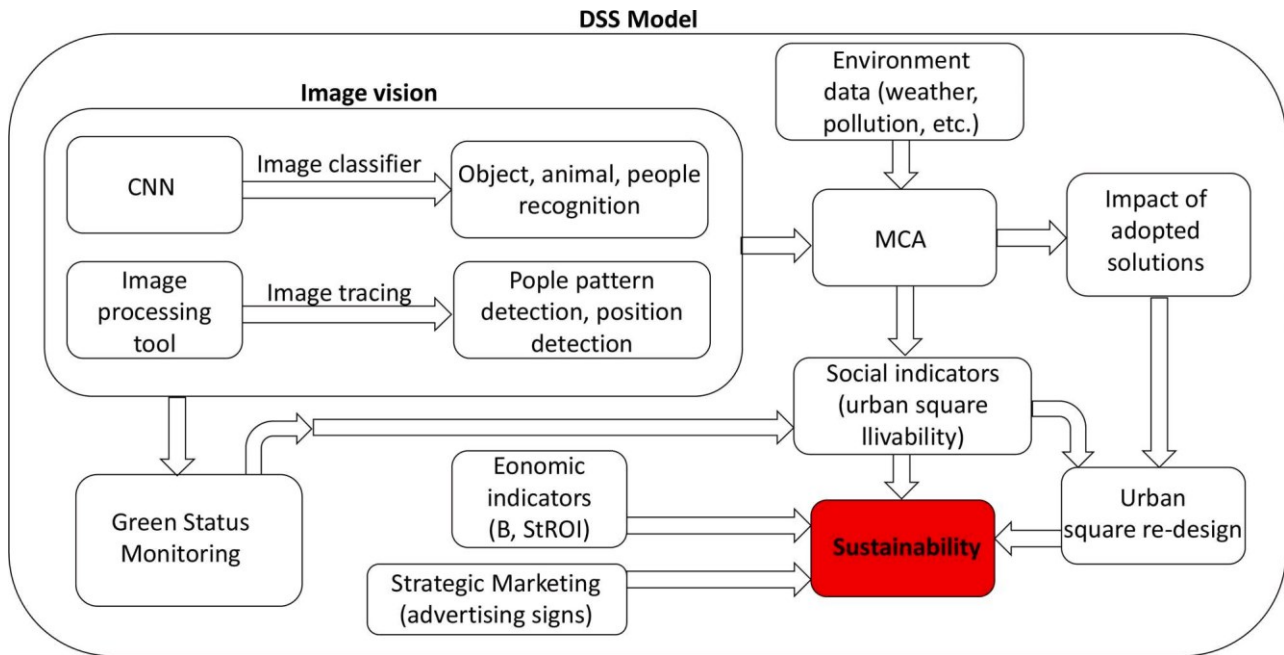 DSS Model
Image vision
CNN
Image classifier
Object, animal, people
recognition
Image
processing
tool
Image tracing
Pople pattern
detection, position
detection
Environment
data (weather,
pollution, etc.)
MCA
Impact of
adopted
solutions
Social indicators
(urban square
llivability)
Green Status
Monitoring
Eonomic
indicators
(B, StROI)
Strategic Marketing
(advertising signs)
Sustainability
Urban
square re-design